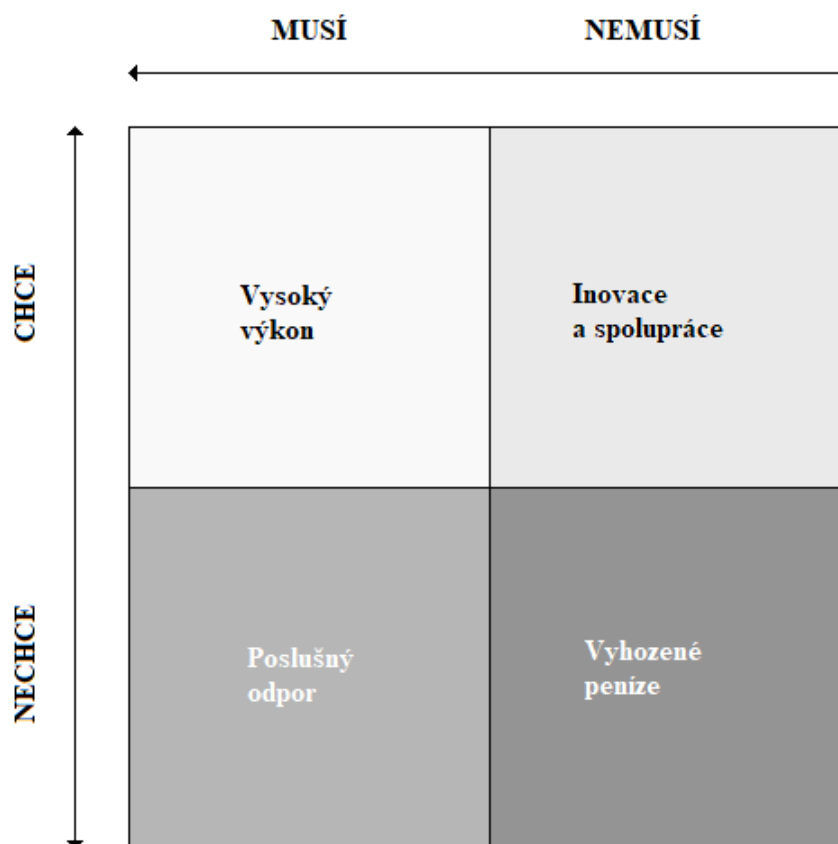 MUSÍ
NEMUSÍ
CHCE
Vysoký
výkon
Inovace
a spolupráce
NECHCE
Poslušný
odpor
Vyhozené
peníze